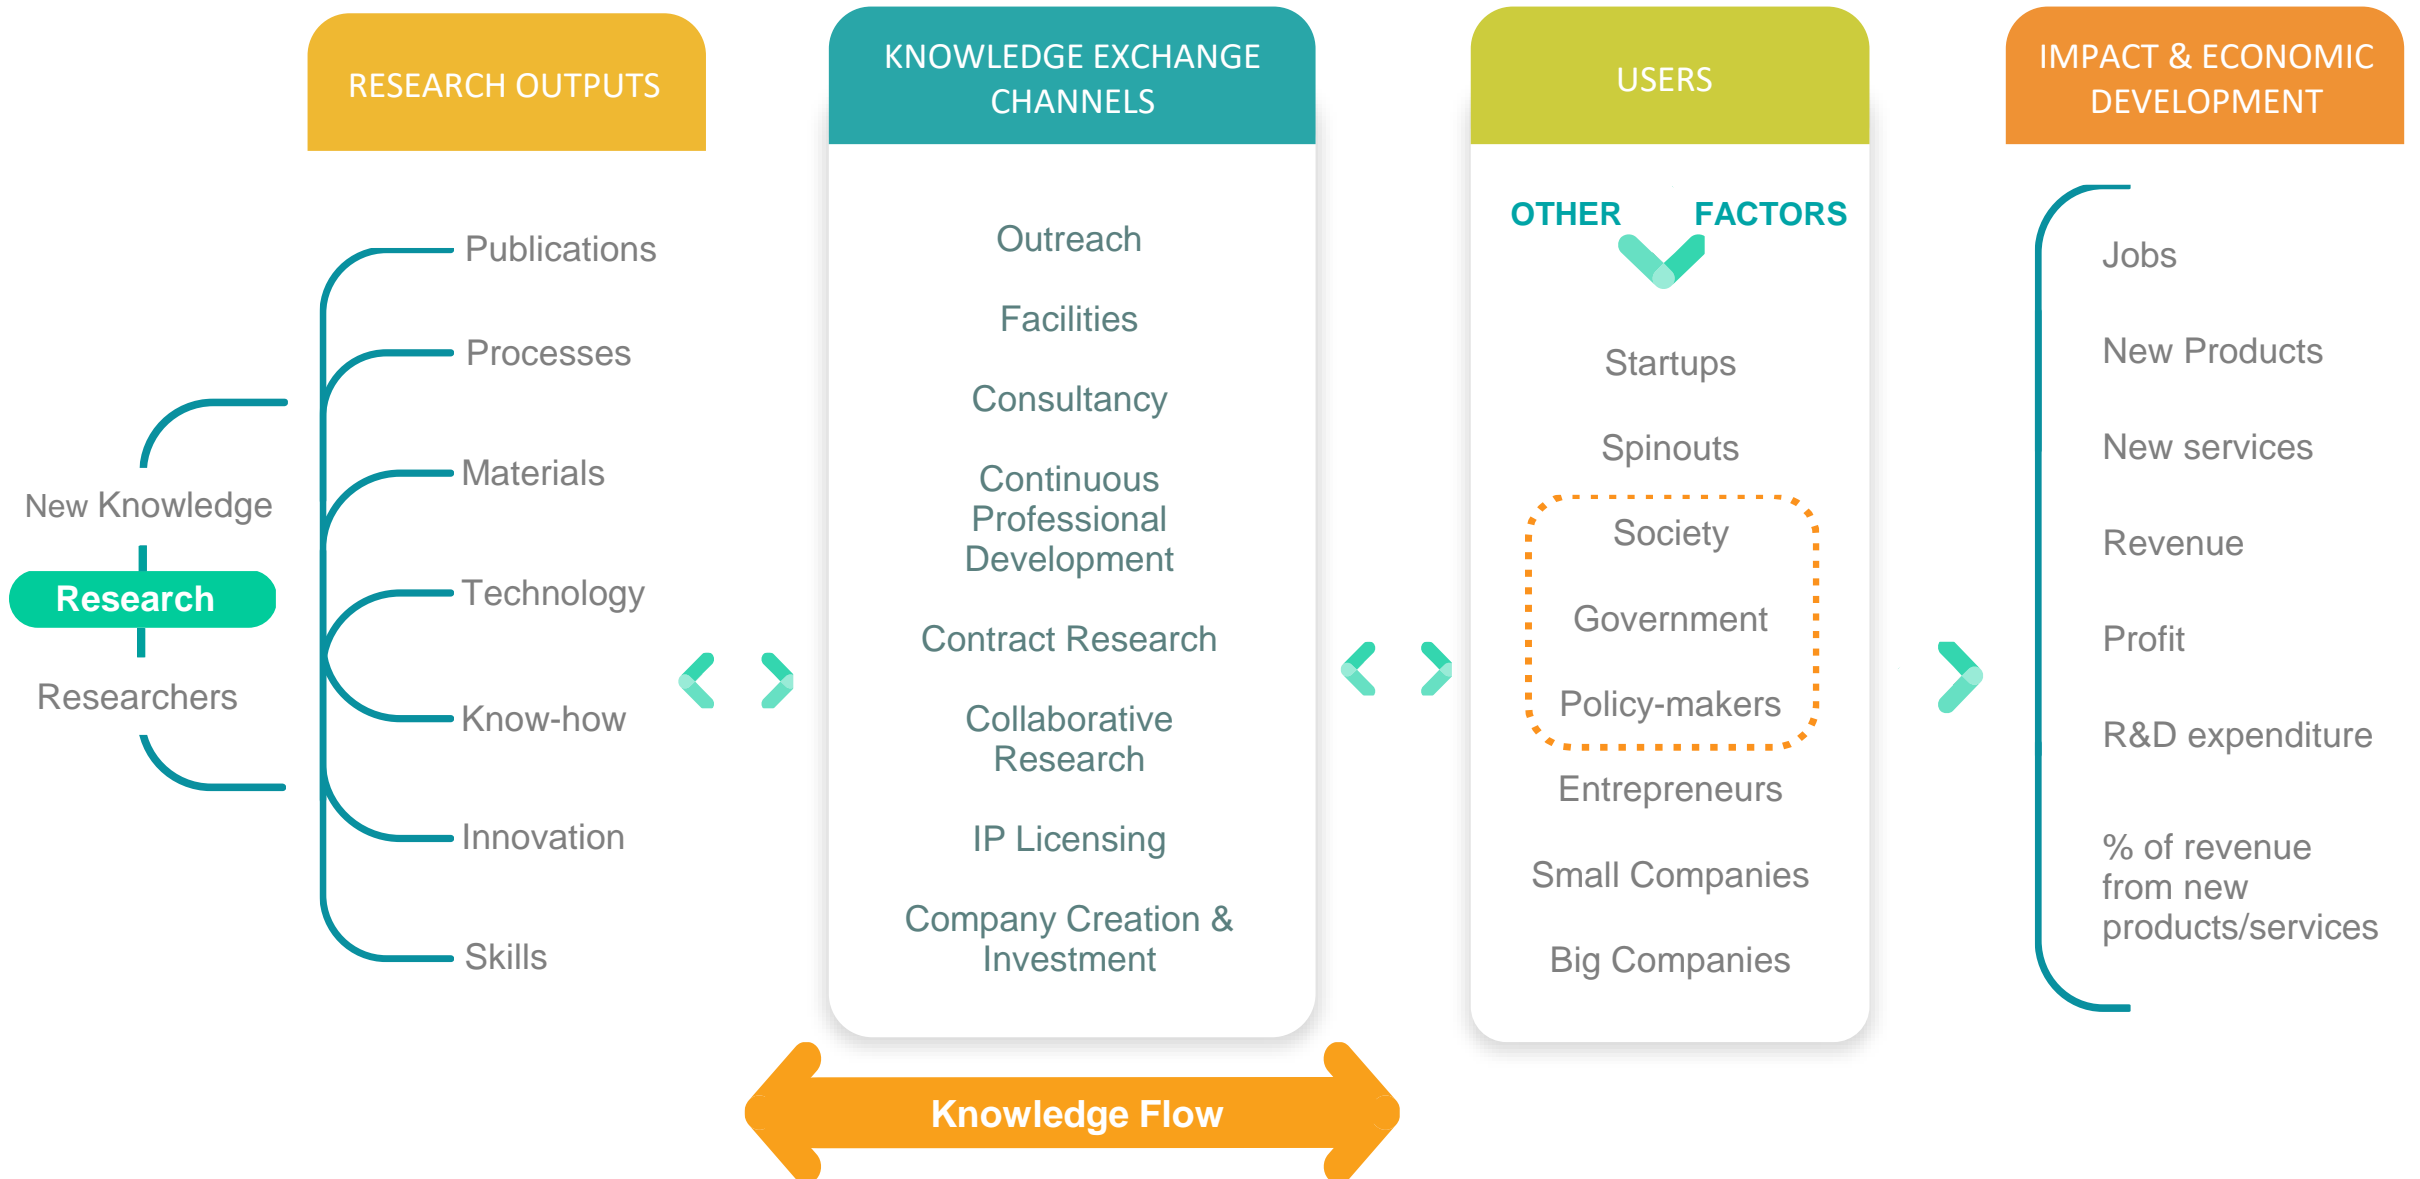 RESEARCH OUTPUTS
New Knowledge
Research
Researchers
Publications
Processes
Materials
Technology
Know-how
Innovation
Skills
KNOWLEDGE EXCHANGE
CHANNELS
Outreach
Facilities
Consultancy
Continuous
Professional
Development
Contract Research
Collaborative
Research
IP Licensing
Company Creation &
Investment
Knowledge Flow
USERS
OTHER FACTORS
Startups
Spinouts
Society
Government
Policy-makers
Entrepreneurs
Small Companies
Big Companies
IMPACT & ECONOMIC
DEVELOPMENT
Jobs
New Products
New services
Revenue
Profit
R&D expenditure
% of revenue
from new
products/services